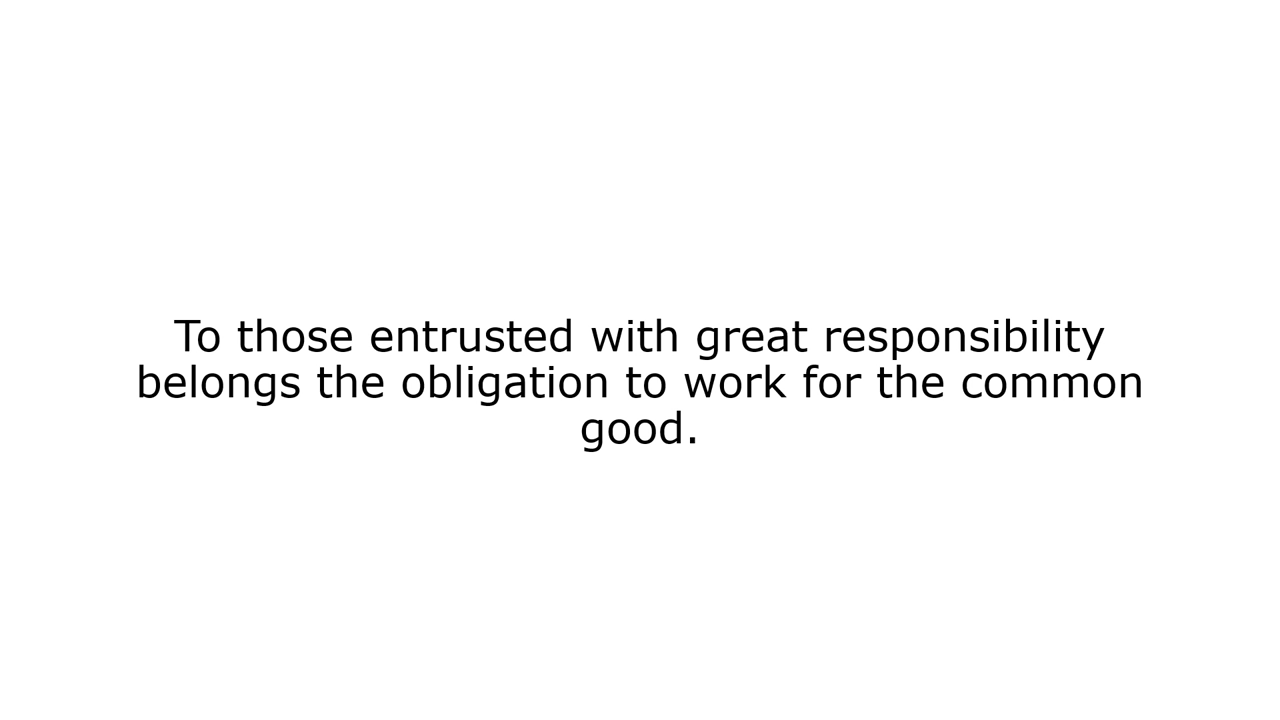 To those entrusted with great responsibility
belongs the obligation to work for the common
good.